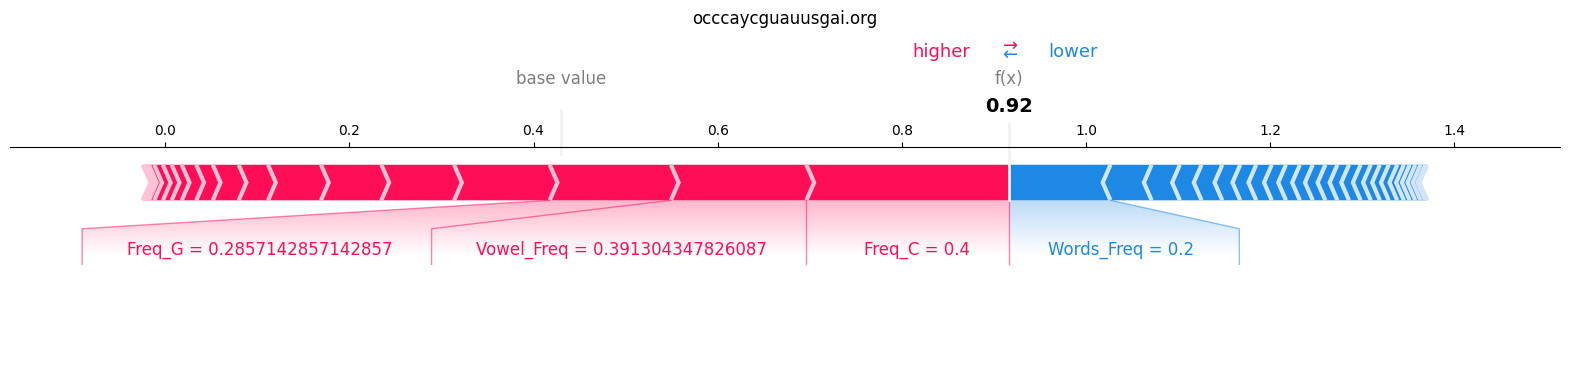 occcaycguauusgai.org
higher ⇄ lower
base value f(x)
0.92
0.0 0.2 0.4 0.6 0.8 1.0 1.2 1.4
Freq_G = 0.2857142857142857 Vowel_Freq = 0.391304347826087 Freq_C = 0.4 Words_Freq = 0.2